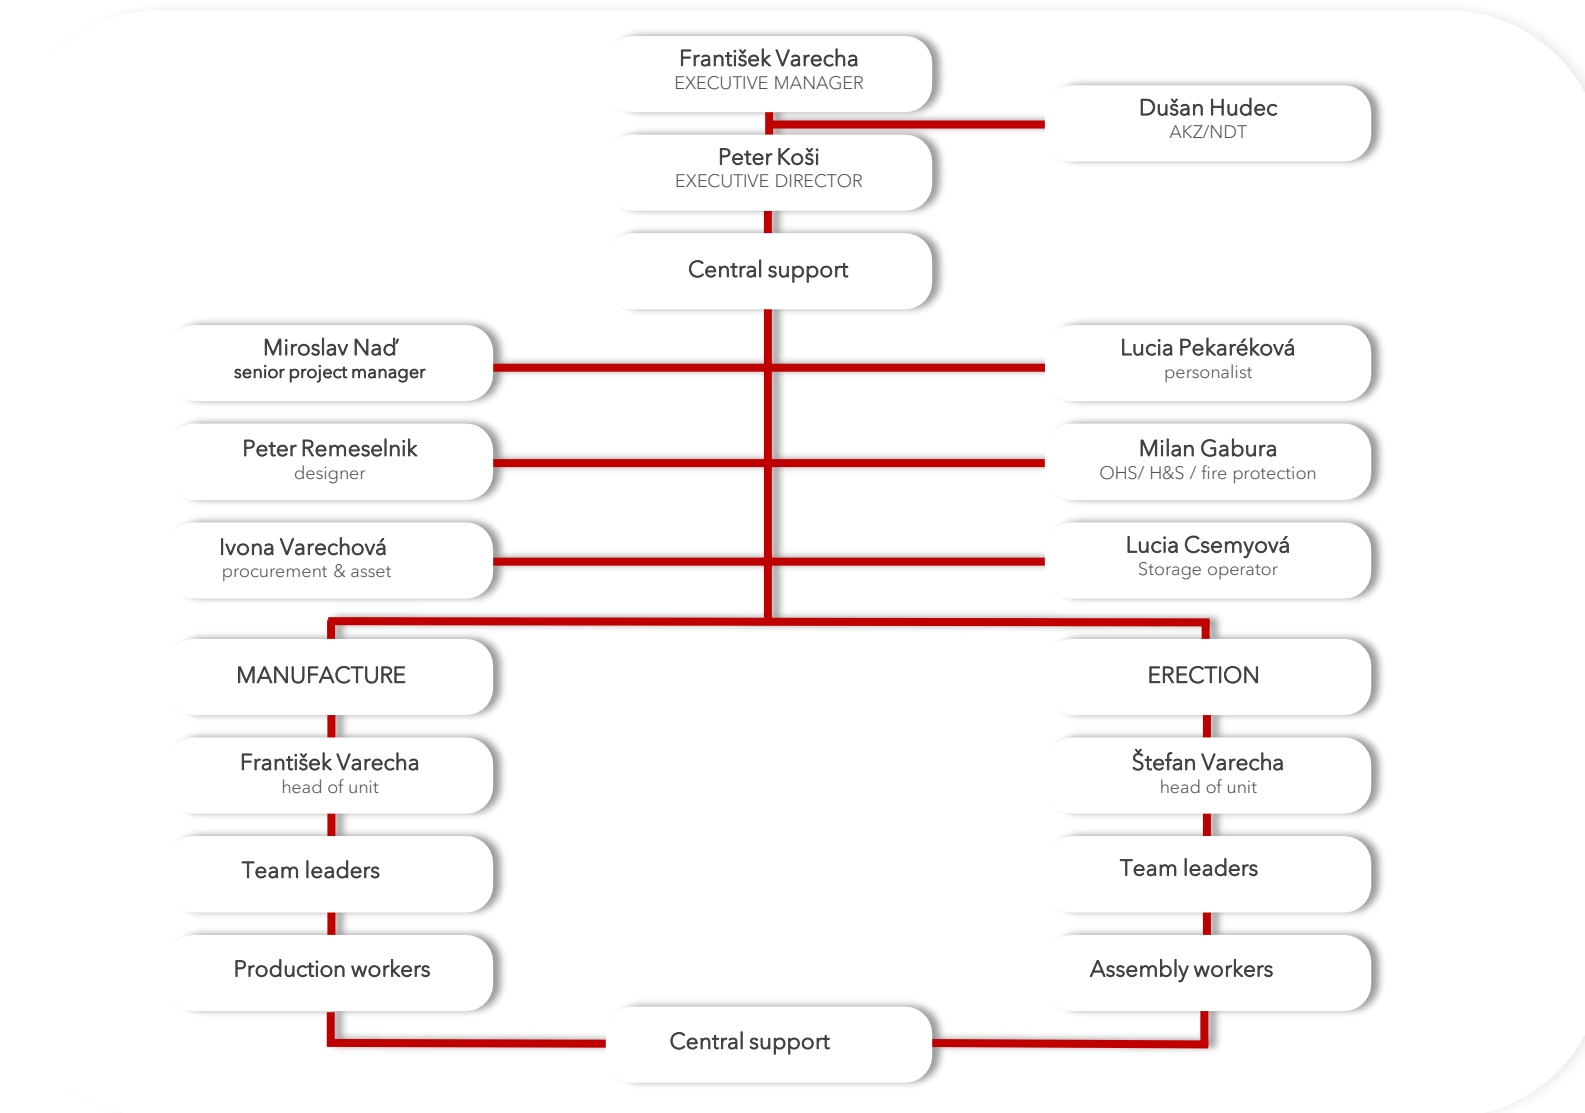 František Varecha
EXECUTIVE MANAGER
Dušan Hudec
AKZ/NDT
Peter Koši
EXECUTIVE DIRECTOR
Central support
Miroslav Naď
senior project manager
Lucia Pekaréková
personalist
Peter Remeselnik
designer
Milan Gabura
OHS/ H&S / fire protection
Ivona Varechová
procurement & asset
Lucia Csemyová
Storage operator
MANUFACTURE
ERECTION
František Varecha
head of unit
Štefan Varecha
head of unit
Team leaders
Team leaders
Production workers
Assembly workers
Central support